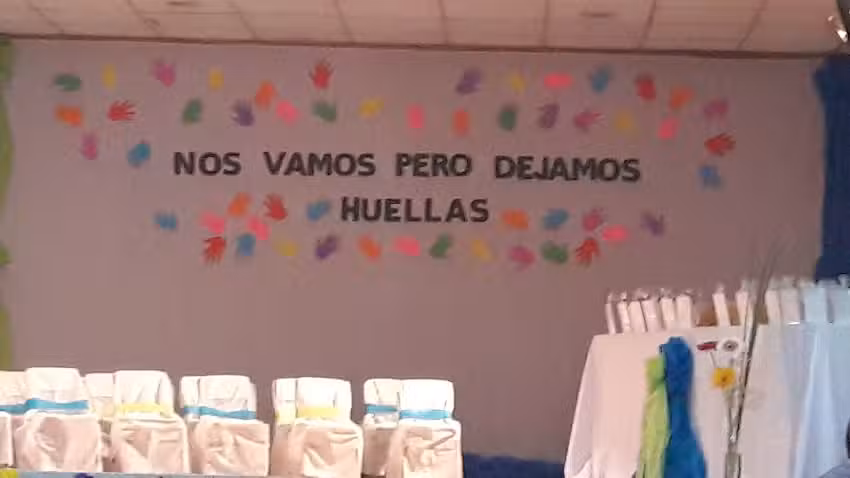 NOS VAMOS PERO DEJAMOS
HUELLAS